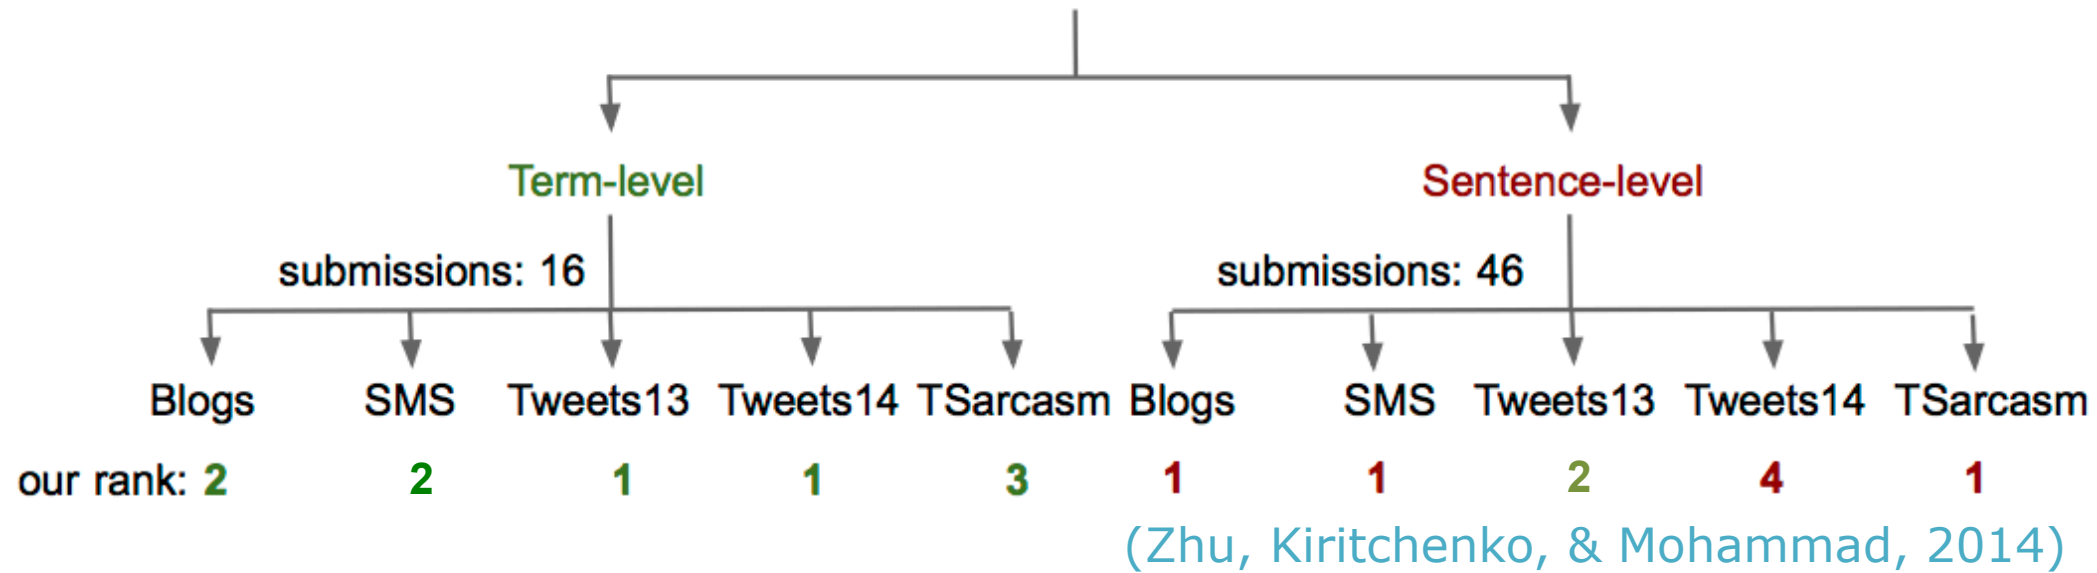 Term-level Sentence-level
submissions: 16 submissions: 46
Blogs SMS Tweets13 Tweets14 TSarcasm Blogs SMS Tweets13 Tweets14 TSarcasm
our rank: 2 2 1 1 3 1 1 2 4 1
(Zhu, Kiritchenko, & Mohammad, 2014)